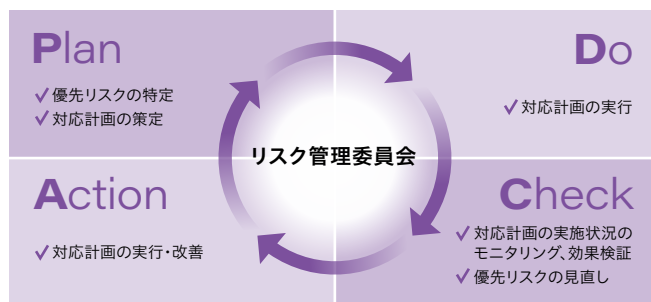 Plan
✓優先リスクの特定
✓対応計画の策定
Do
✓対応計画の実行
リスク管理委員会
Action
✓対応計画の実行・改善
Check
✓対応計画の実施状況の
モニタリング、効果検証
✓優先リスクの見直し